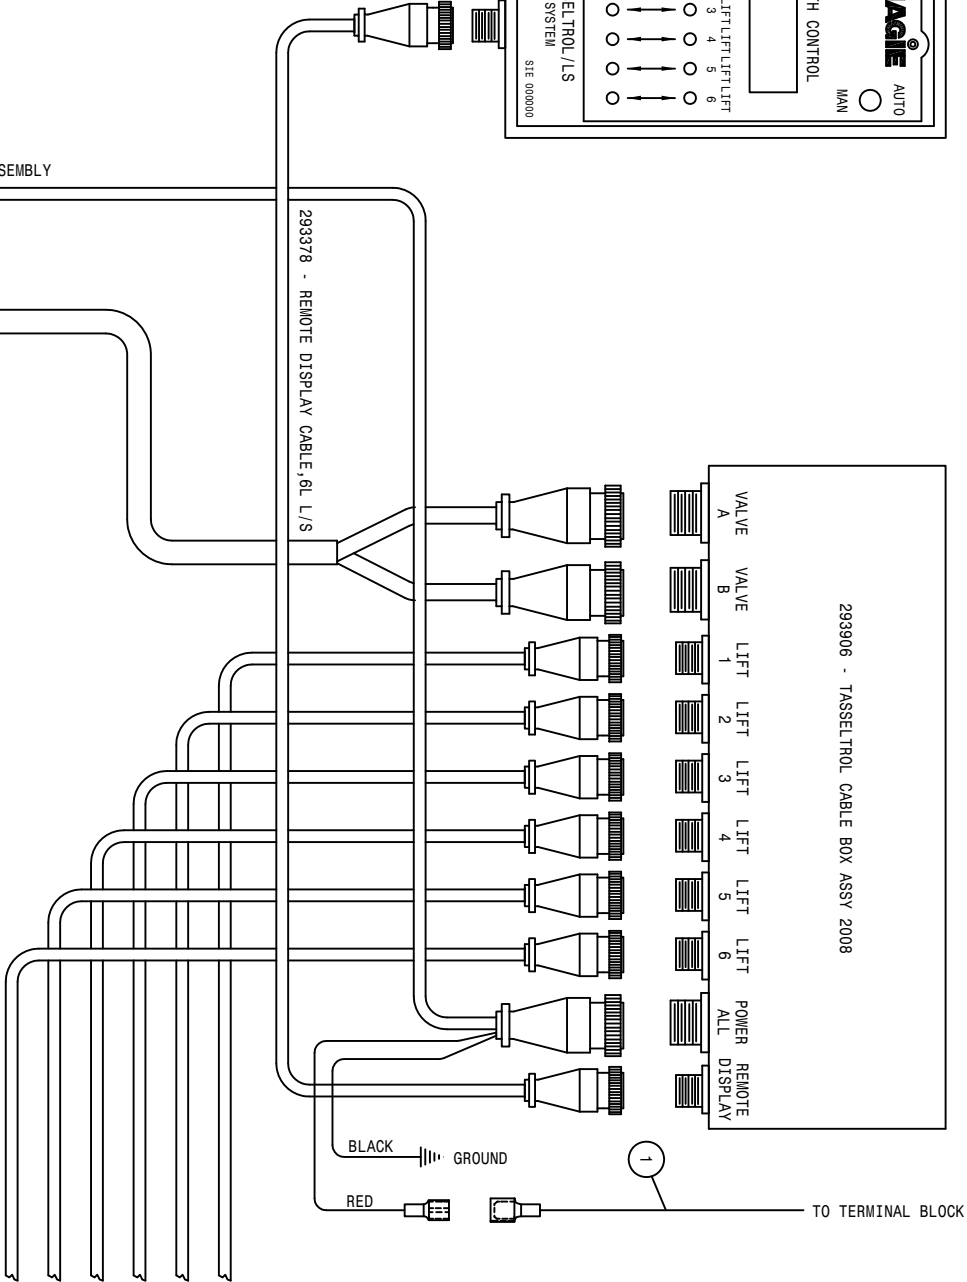 AUTO
MAN
TH CONTROL
LIFT LIFT LIFT LIFT
3
4
5
6
ELTROL/LS
SYSTEM
SIE 000000
SEMBLY
293378 - REMOTE DISPLAY CABLE,6L L/S
293906 - TASSELTROL CABLE BOX ASSY 2008
VALVE
A
VALVE
B
LIFT
1
LIFT
2
LIFT
3
LIFT
4
LIFT
5
LIFT
6
POWER
ALL
REMOTE
DISPLAY
BLACK
GROUND
RED
1
TO TERMINAL BLOCK